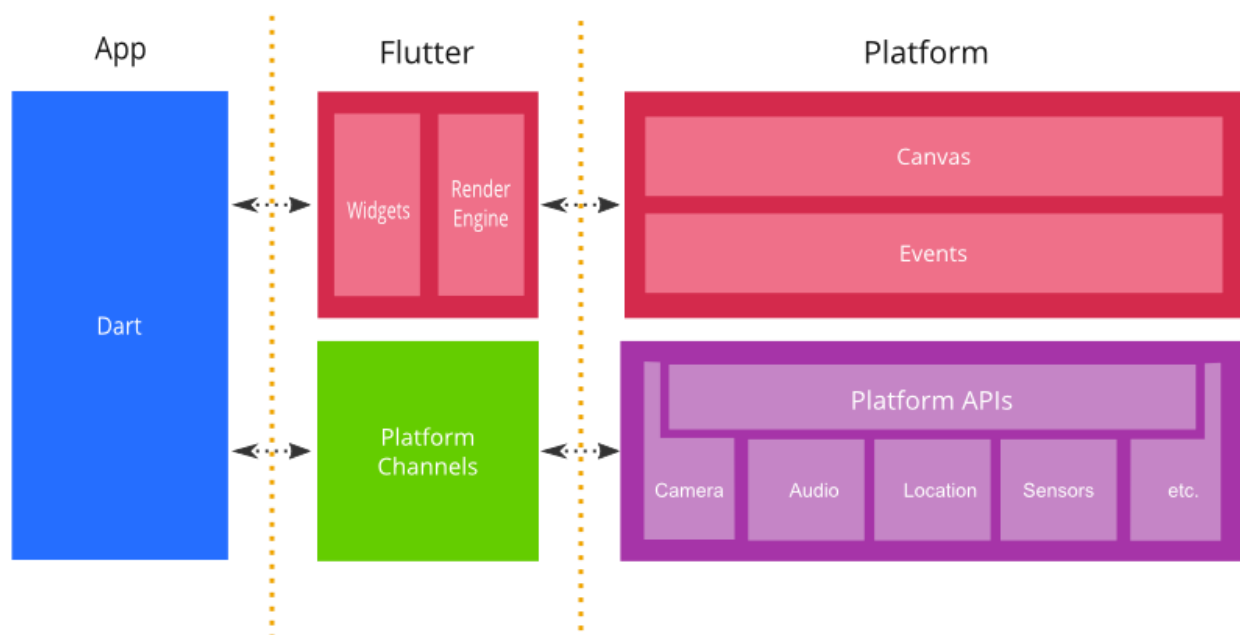 App
Flutter
Platform
Dart
Widgets
Render
Engine
Canvas
Events
Platform
Channels
Platform APIs
Camera
Audio
Location
Sensors
etc.